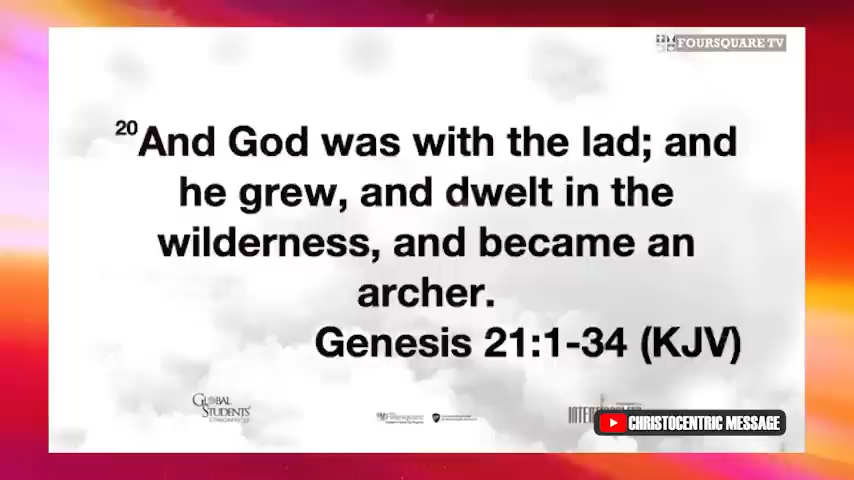 FOURSQUARE TV
20And God was with the lad; and
he grew, and dwelt in the
wilderness, and became an
archer.
Genesis 21:1-34 (KJV)
GLOBAL
STUDENTS'
Foursquare
CHRISTOCENTRIC MESSAGE